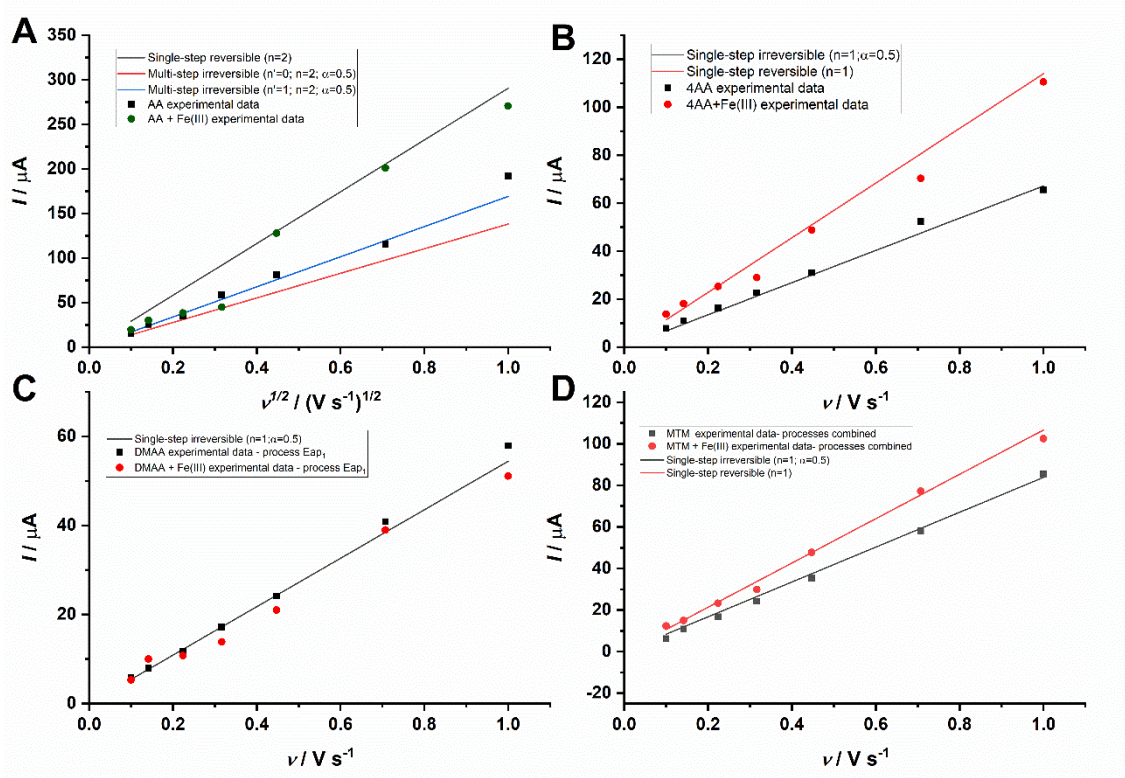 A
350
300
250
200
150
100
50
0
I / µA
Single-step reversible (n=2)
Multi-step irreversible (n'=0; n=2; α=0.5)
Multi-step irreversible (n'=1; n=2; α=0.5)
AA experimental data
AA + Fe(III) experimental data
0.0 0.2 0.4 0.6 0.8 1.0
ν1/2 / (V s-1)1/2
B
120
100
80
60
40
20
0
I / µA
Single-step irreversible (n=1;α=0.5)
Single-step reversible (n=1)
4AA experimental data
4AA+Fe(III) experimental data
0.0 0.2 0.4 0.6 0.8 1.0
ν / V s-1
C
60
40
20
0
I / µA
Single-step irreversible (n=1;α=0.5)
DMAA experimental data - process Eap1
DMAA + Fe(III) experimental data - process Eap1
0.0 0.2 0.4 0.6 0.8 1.0
ν / V s-1
D
120
100
80
60
40
20
0
-20
I / µA
MTM experimental data- processes combined
MTM + Fe(III) experimental data- processes combined
Single-step irreversible (n=1; α=0.5)
Single-step reversible (n=1)
0.0 0.2 0.4 0.6 0.8 1.0
ν / V s-1